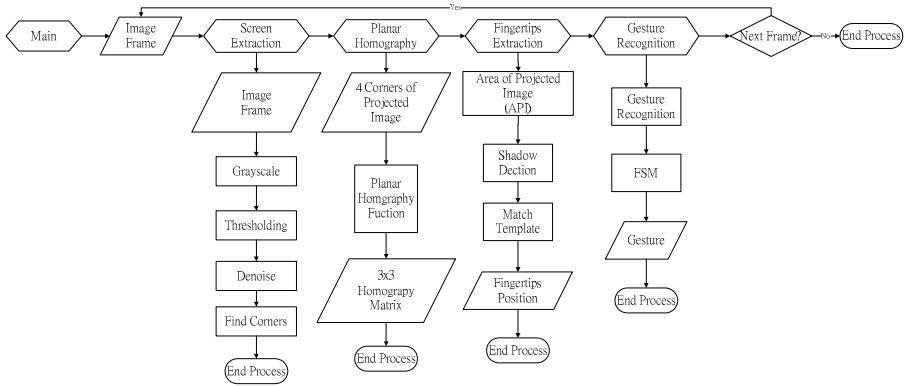 Yes
Main
Image
Frame
Screen
Extraction
Planar
Homography
Fingertips
Extraction
Gesture
Recognition
Next Frame?
No
End Process
Image
Frame
Grayscale
Thresholding
Denoise
Find Corners
End Process
4 Corners of
Projected
Image
Planar
Homgraphy
Fuction
3x3
Homograpy
Matrix
End Process
Area of Projected
Image
(API)
Shadow
Dection
Match
Template
Fingertips
Position
End Process
Gesture
Recognition
FSM
Gesture
End Process